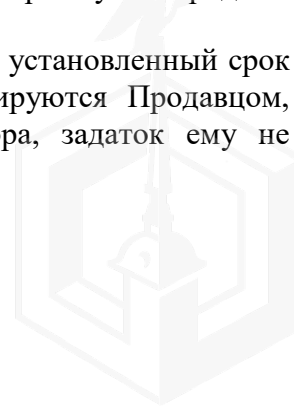 установленный срок
ируются Продавцом,
ра, задаток ему не